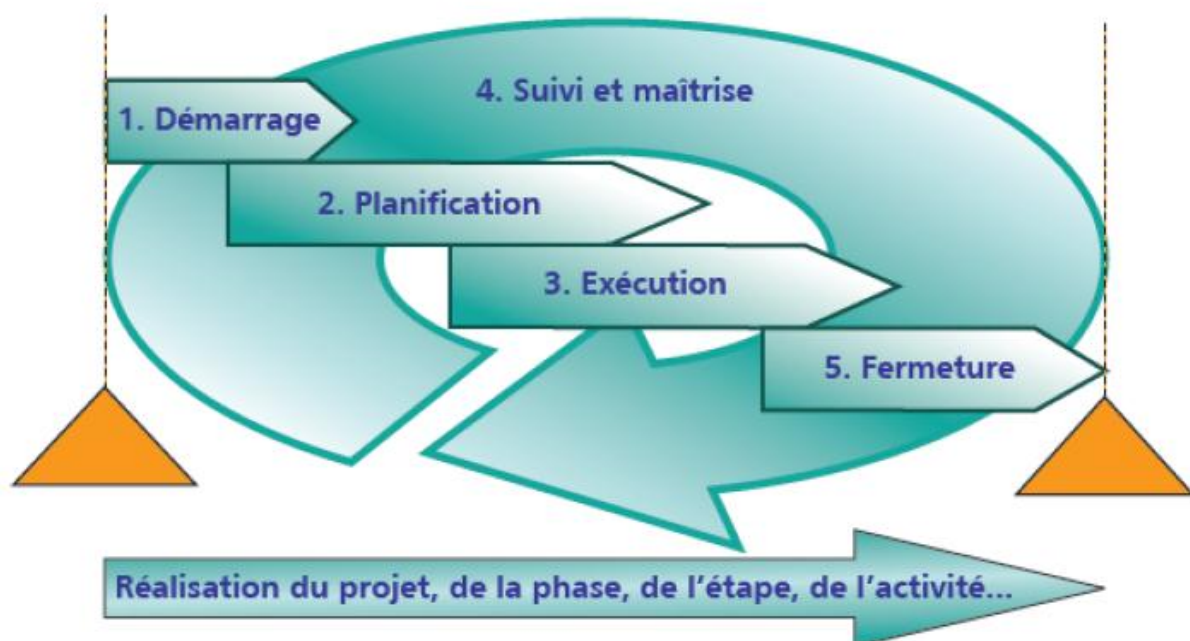 4. Suivi et maîtrise
1. Démarrage
2. Planification
3. Exécution
5. Fermeture
Réalisation du projet, de la phase, de l'étape, de l'activité...